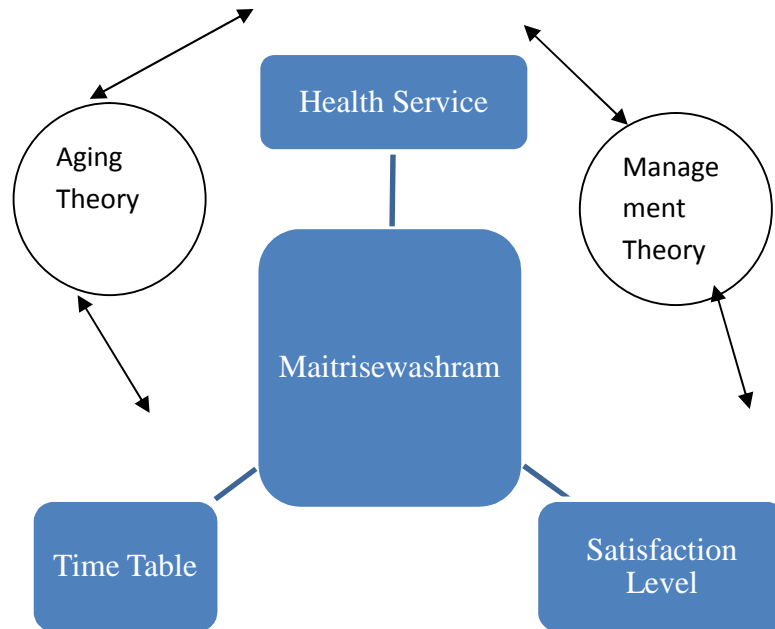 Health Service
Aging
Theory
Manage
ment
Theory
Maitrisewashram
Time Table
Satisfaction
Level